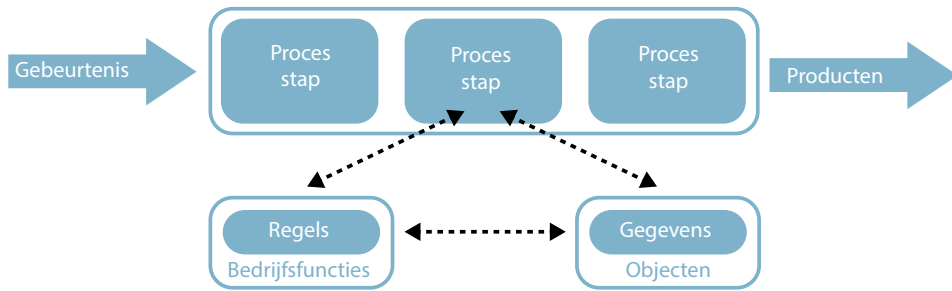 Gebeurtenis
Proces
stap
Proces
stap
Proces
stap
Producten
Regels
Bedrijfsfuncties
Gegevens
Objecten